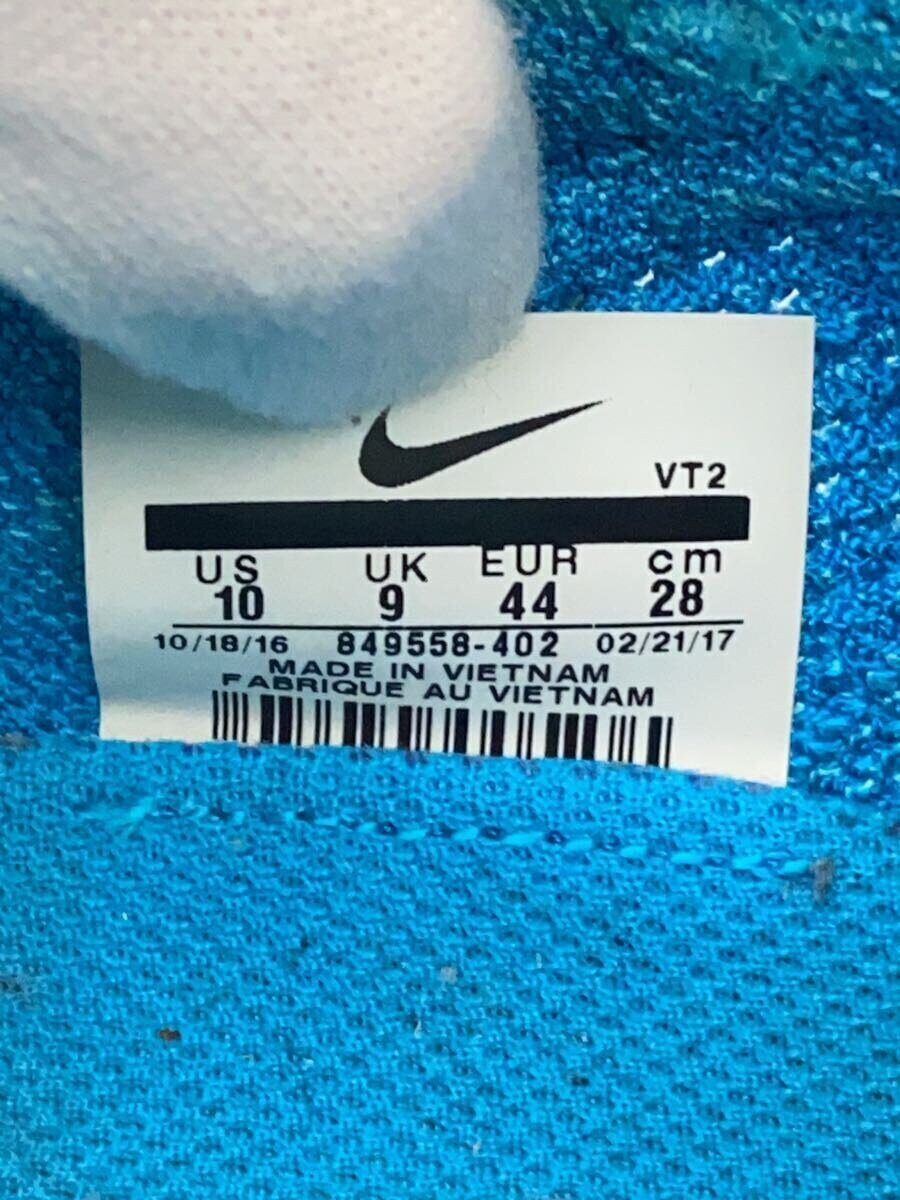 VT2
US UK EUR cm
10 9 44 28
10/18/16 849558-402 02/21/17
MADE IN VIETNAM
FABRIQUE AU VIETNAM